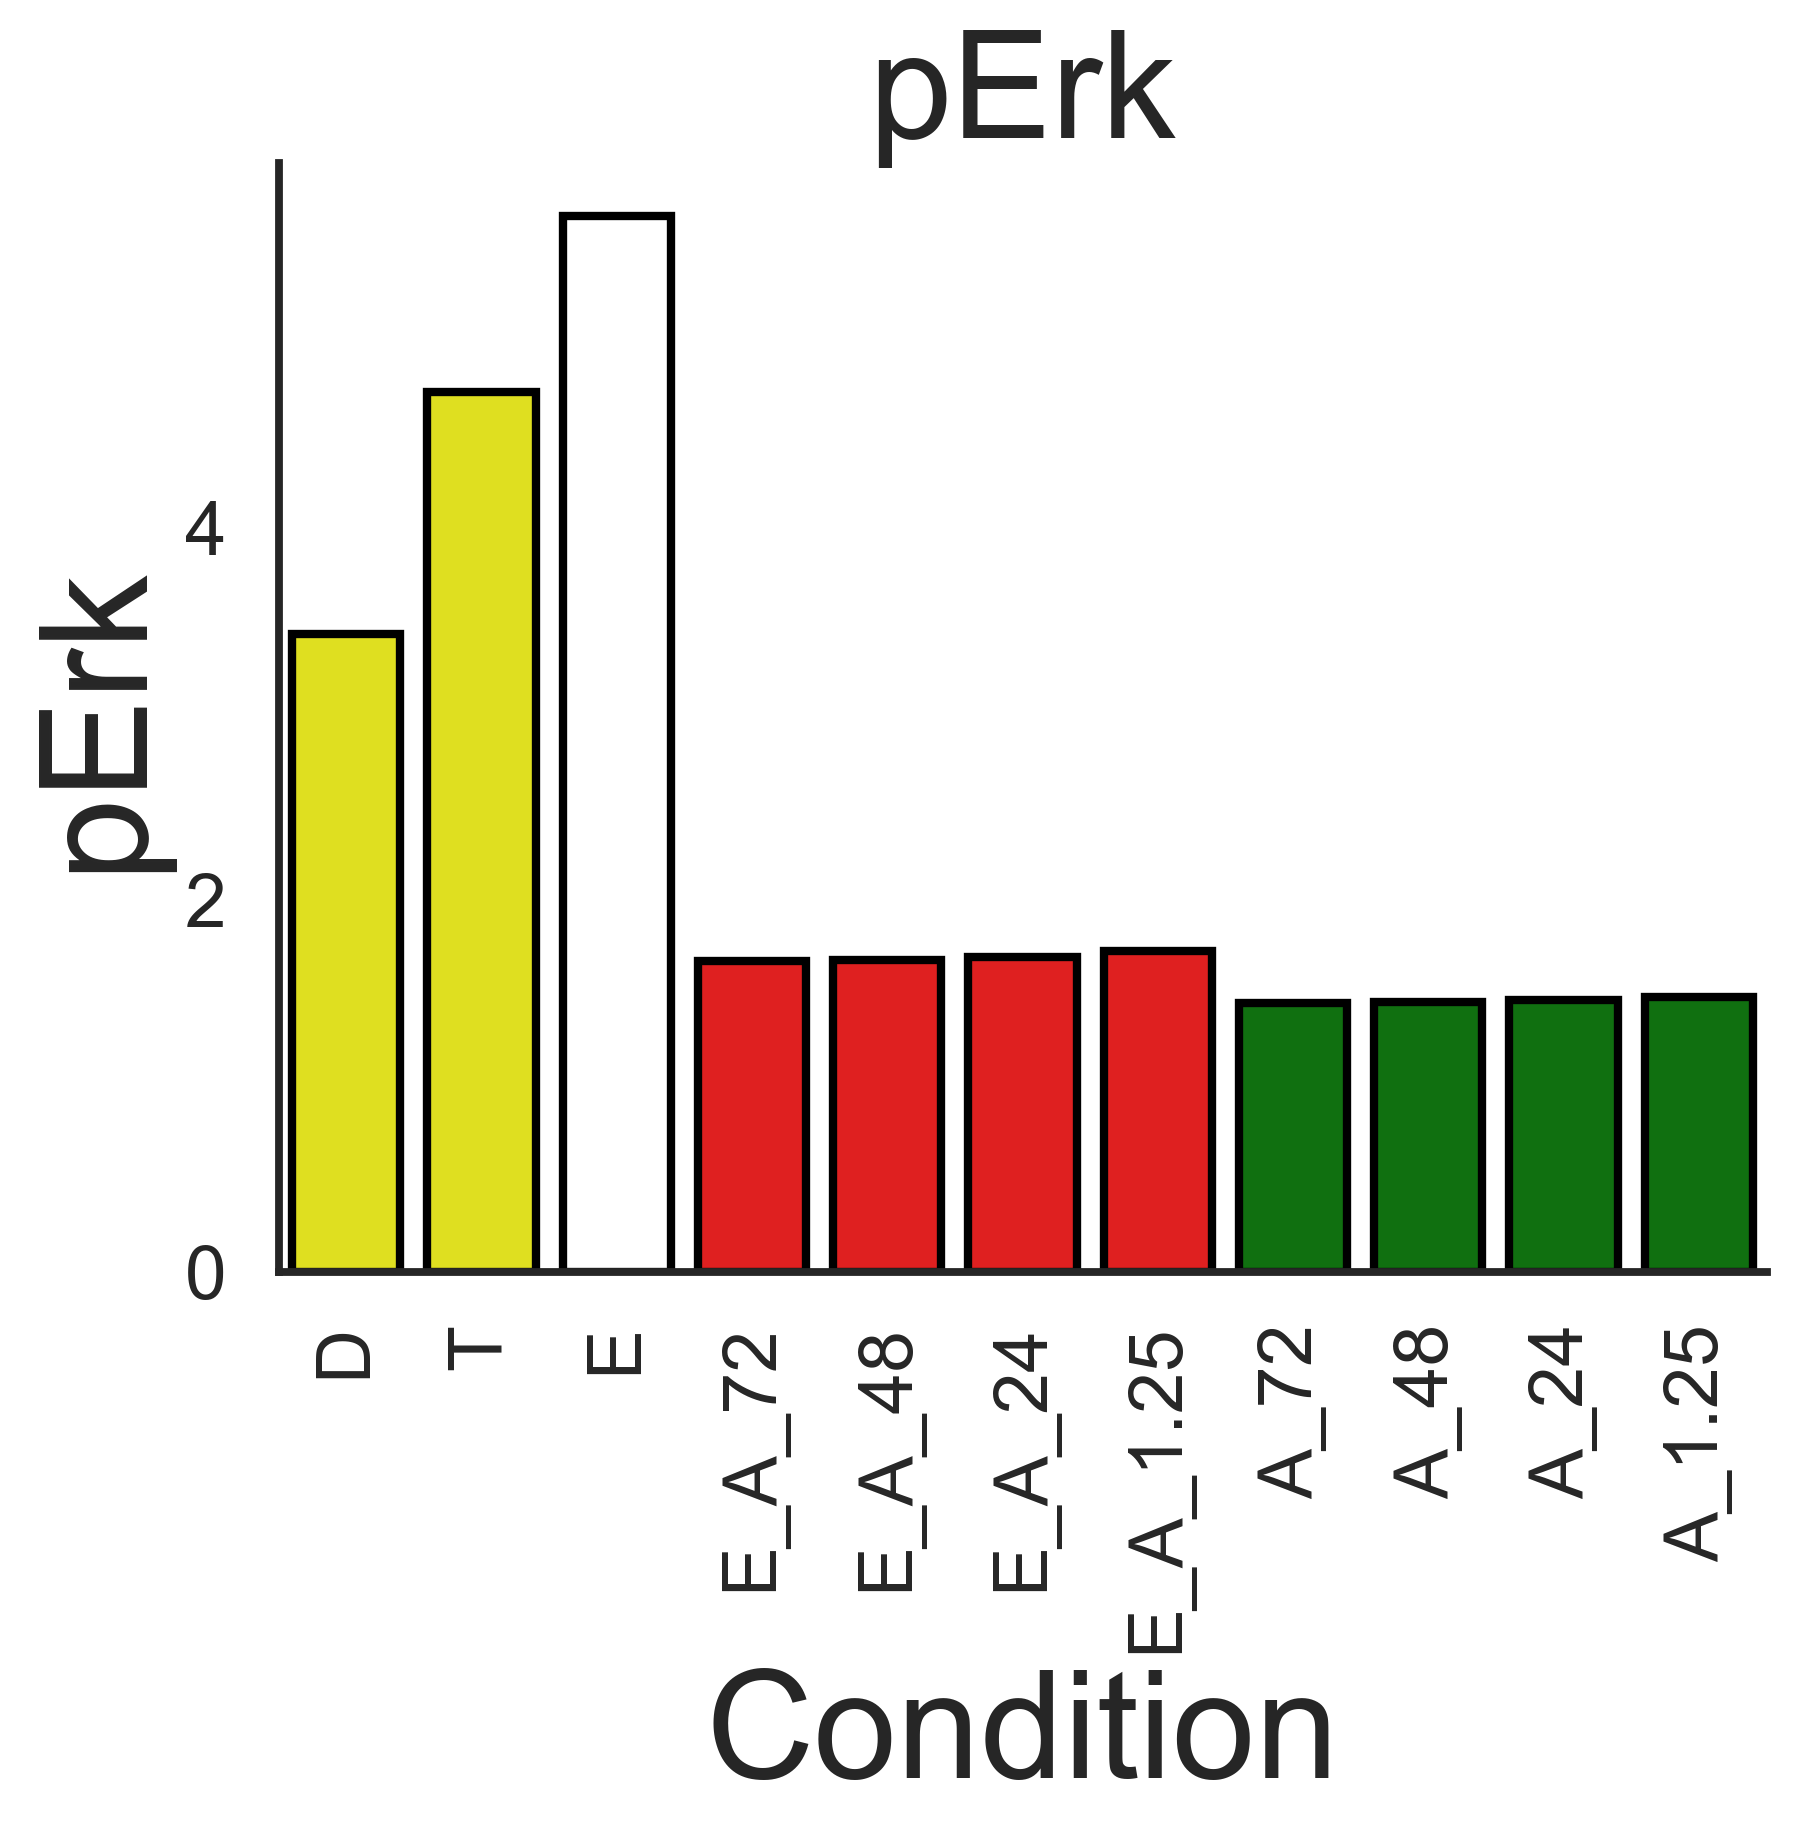 pErk
pErk
4
2
0
D
T
E
E_A_72
E_A_48
E_A_24
E_A_1.25
A_72
A_48
A_24
A_1.25
Condition